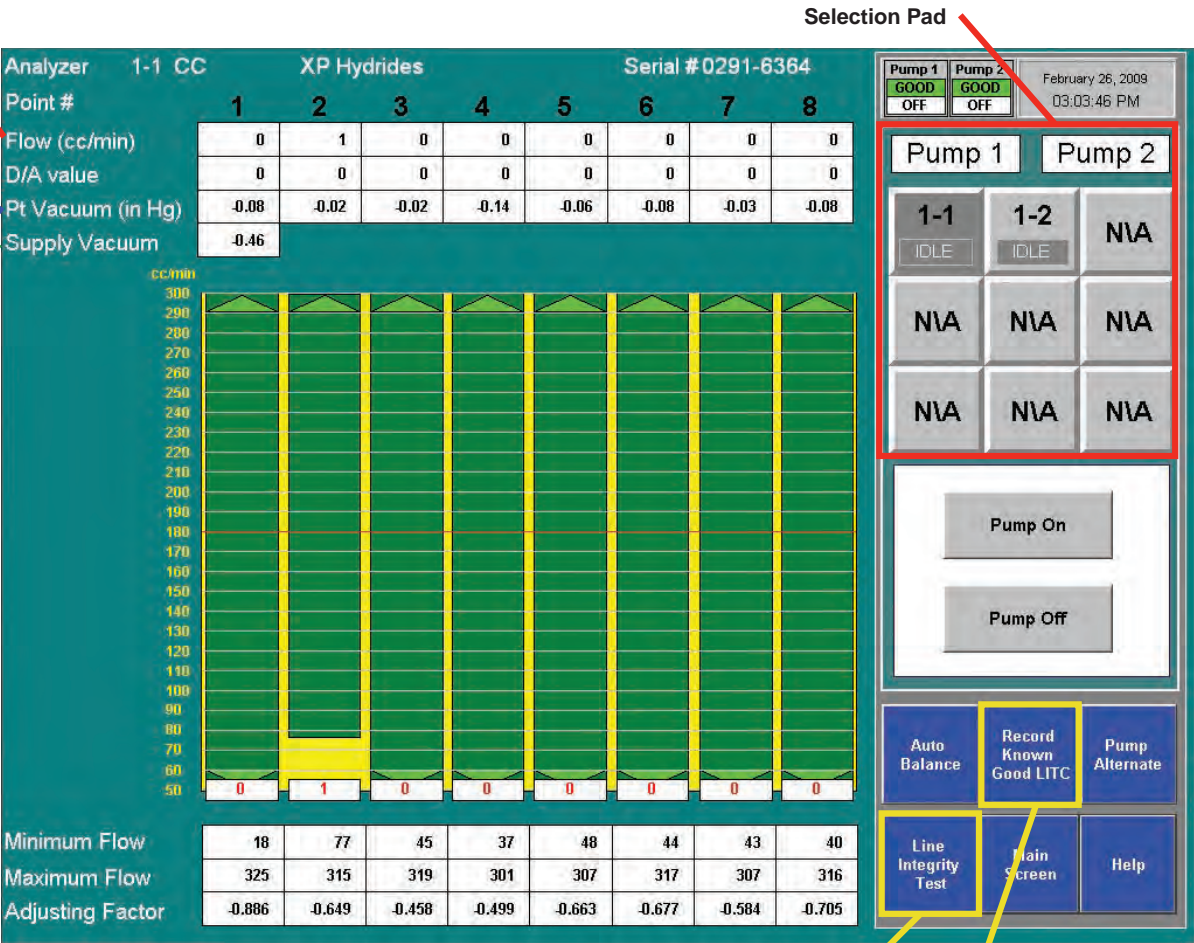 Selection Pad
Analyzer 1-1 CC XP Hydrides Serial # 0291-6364
Point # 1 2 3 4 5 6 7 8
Flow (cc/min) 0 1 0 0 0 0 0 0
D/A value 0 0 0 0 0 0 0 0
Pt Vacuum (in Hg) -0.08 -0.02 -0.02 -0.14 -0.06 -0.08 -0.03 -0.08
Supply Vacuum -0.46
cc/min
300
290
280
270
260
250
240
230
220
210
200
190
180
170
160
150
140
130
120
110
100
90
80
70
60
50 0 1 0 0 0 0 0 0
Minimum Flow 18 77 45 37 48 44 43 40
Maximum Flow 325 315 319 301 307 317 307 316
Adjusting Factor -0.886 -0.649 -0.458 -0.499 -0.663 -0.677 -0.584 -0.705
Pump 1 Pump 2
GOOD GOOD
OFF OFF
February 26, 2009
03:03:46 PM
Pump 1 Pump 2
1-1 1-2 N\A
IDLE IDLE
N\A N\A N\A
N\A N\A N\A
Pump On
Pump Off
Auto
Balance
Record
Known
Good LITC
Pump
Alternate
Line
Integrity
Test
Main
Screen
Help